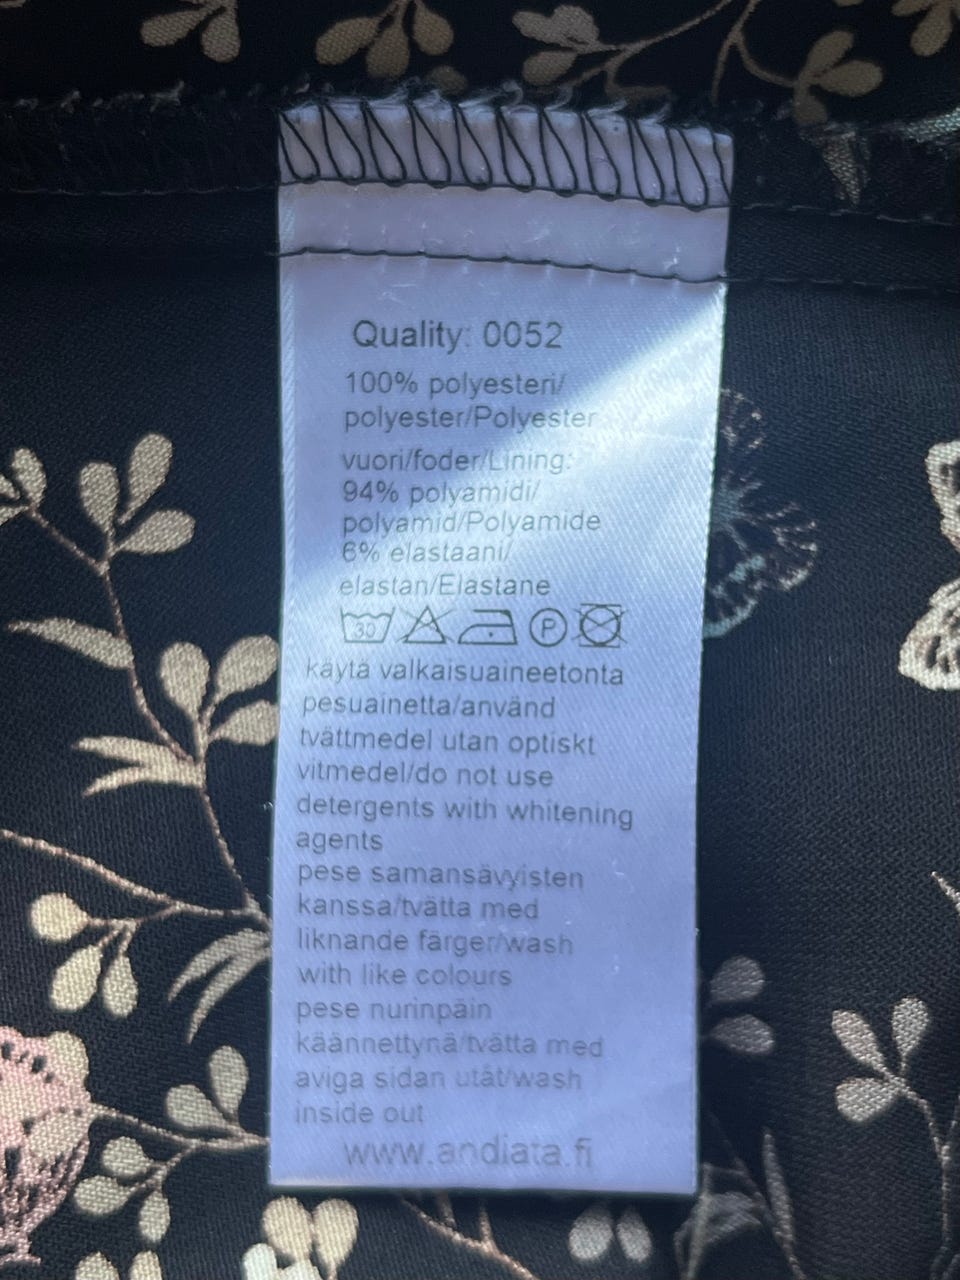 Quality: 0052
100% polyesteri/
polyester/Polyester
vuori/foder/Lining:
94% polyamidi/
polyamid/Polyamide
6% elastaani/
elastan/Elastane
30 P
käytä valkaisuaineetonta
pesuainetta/använd
tvättmedel utan optiskt
vitmedel/do not use
detergents with whitening
agents
pese samansävyisten
kanssa/tvätta med
liknande färger/wash
with like colours
pese nurinpäin
käännettynä/tvätta med
aviga sidan utåt/wash
inside out
www.andiata.fi